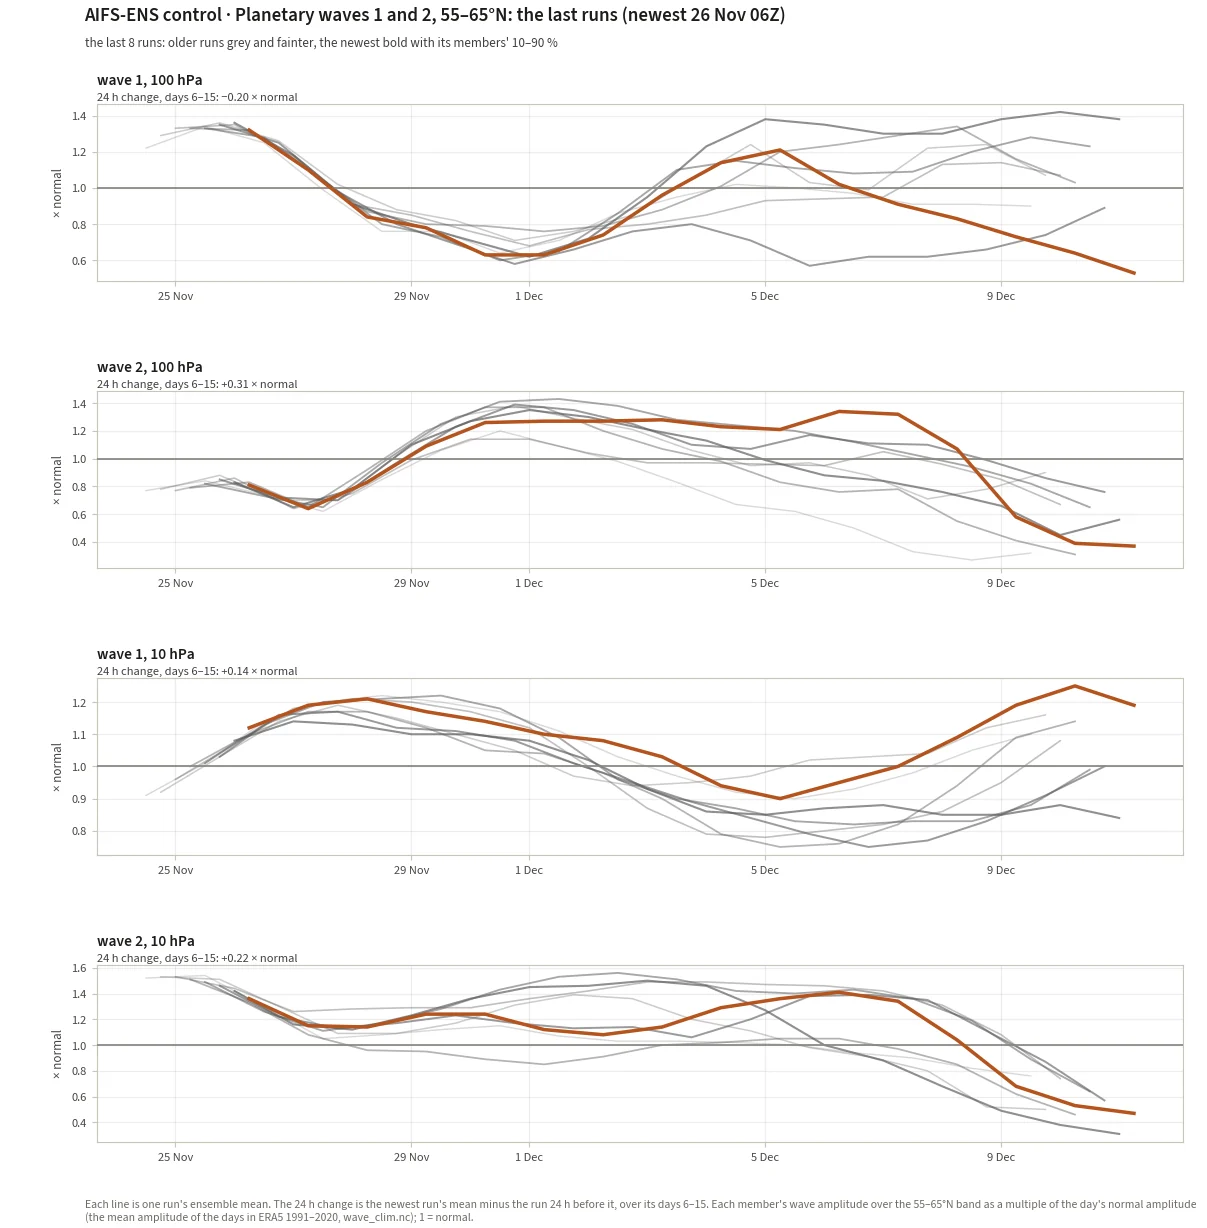 AIFS-ENS control · Planetary waves 1 and 2, 55–65°N: the last runs (newest 26 Nov 06Z)
the last 8 runs: older runs grey and fainter, the newest bold with its members' 10–90 %
wave 1, 100 hPa
24 h change, days 6–15: −0.20 × normal
1.4
1.2
1.0
0.8
0.6
× normal
25 Nov
29 Nov
1 Dec
5 Dec
9 Dec
wave 2, 100 hPa
24 h change, days 6–15: +0.31 × normal
1.4
1.2
1.0
0.8
0.6
0.4
× normal
25 Nov
29 Nov
1 Dec
5 Dec
9 Dec
wave 1, 10 hPa
24 h change, days 6–15: +0.14 × normal
1.2
1.1
1.0
0.9
0.8
× normal
25 Nov
29 Nov
1 Dec
5 Dec
9 Dec
wave 2, 10 hPa
24 h change, days 6–15: +0.22 × normal
1.6
1.4
1.2
1.0
0.8
0.6
0.4
× normal
25 Nov
29 Nov
1 Dec
5 Dec
9 Dec
Each line is one run's ensemble mean. The 24 h change is the newest run's mean minus the run 24 h before it, over its days 6–15. Each member's wave amplitude over the 55–65°N band as a multiple of the day's normal amplitude
(the mean amplitude of the days in ERA5 1991–2020, wave_clim.nc); 1 = normal.